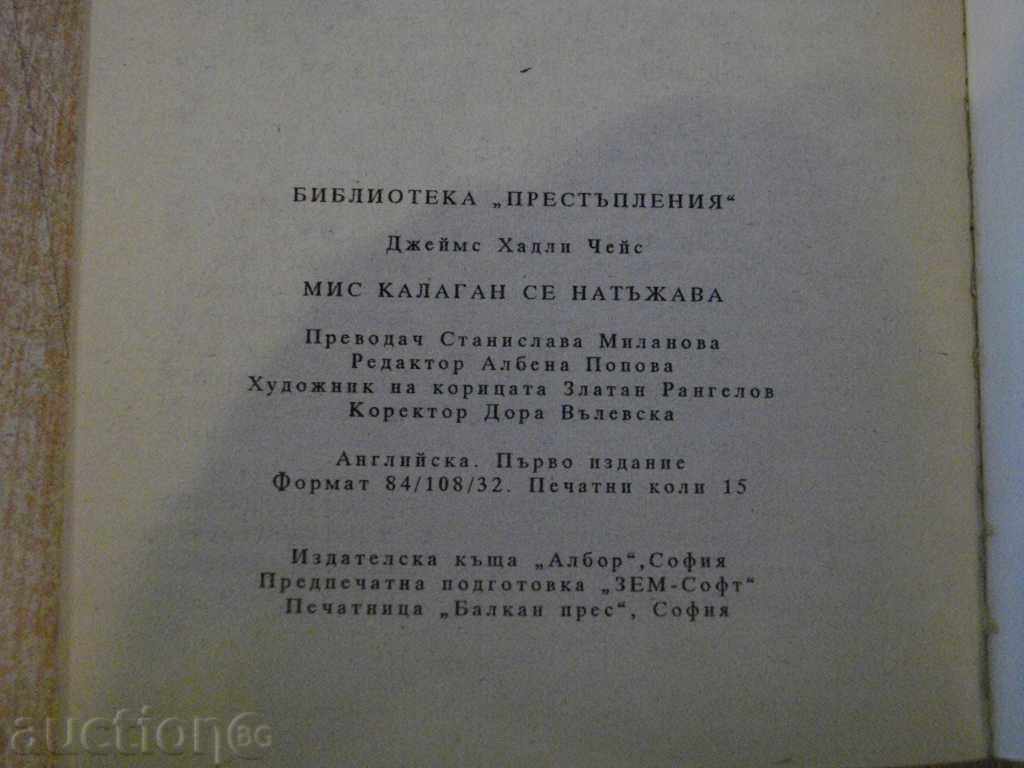 БИБЛИОТЕКА „ПРЕСТЪПЛЕНИЯ“
Джеймс Хадли Чейс
МИС КАЛАГАН СЕ НАТЪЖАВА
Преводач Станислава Миланова
Редактор Албена Попова
Художник на корицата Златан Рангелов
Коректор Дора Вълевска
Английска. Първо издание
Формат 84/108/32. Печатни коли 15
Издателска къща „Албор“,София
Предпечатна подготовка „ЗЕМ-Софт“
Печатница „Балкан прес“, София
auction BG